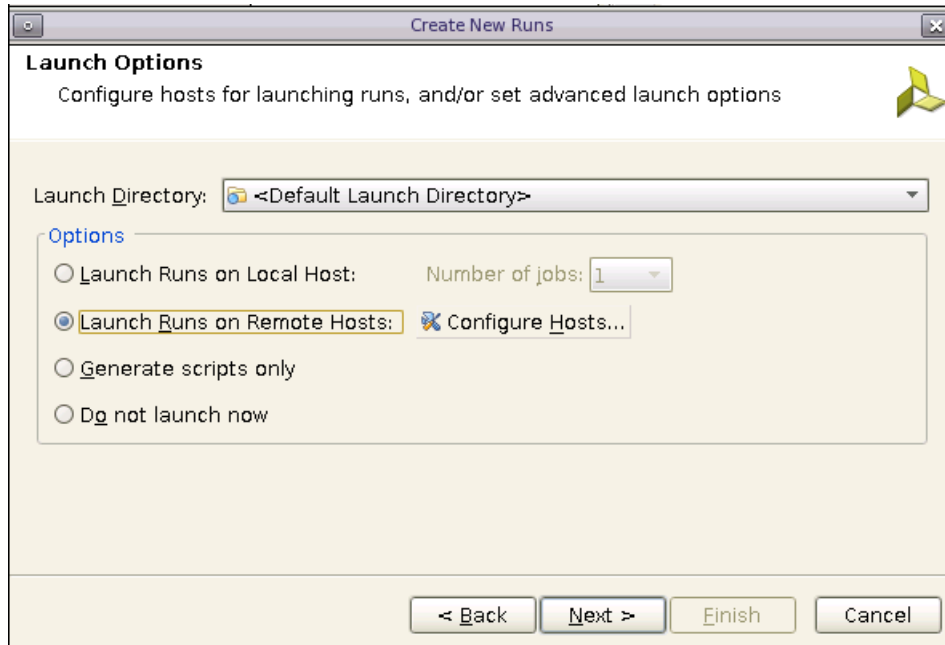 Create New Runs
Launch Options
Configure hosts for launching runs, and/or set advanced launch options
Launch Directory: <Default Launch Directory>
Options
Launch Runs on Local Host: Number of jobs: 1
Launch Runs on Remote Hosts: Configure Hosts...
Generate scripts only
Do not launch now
< Back Next > Finish Cancel